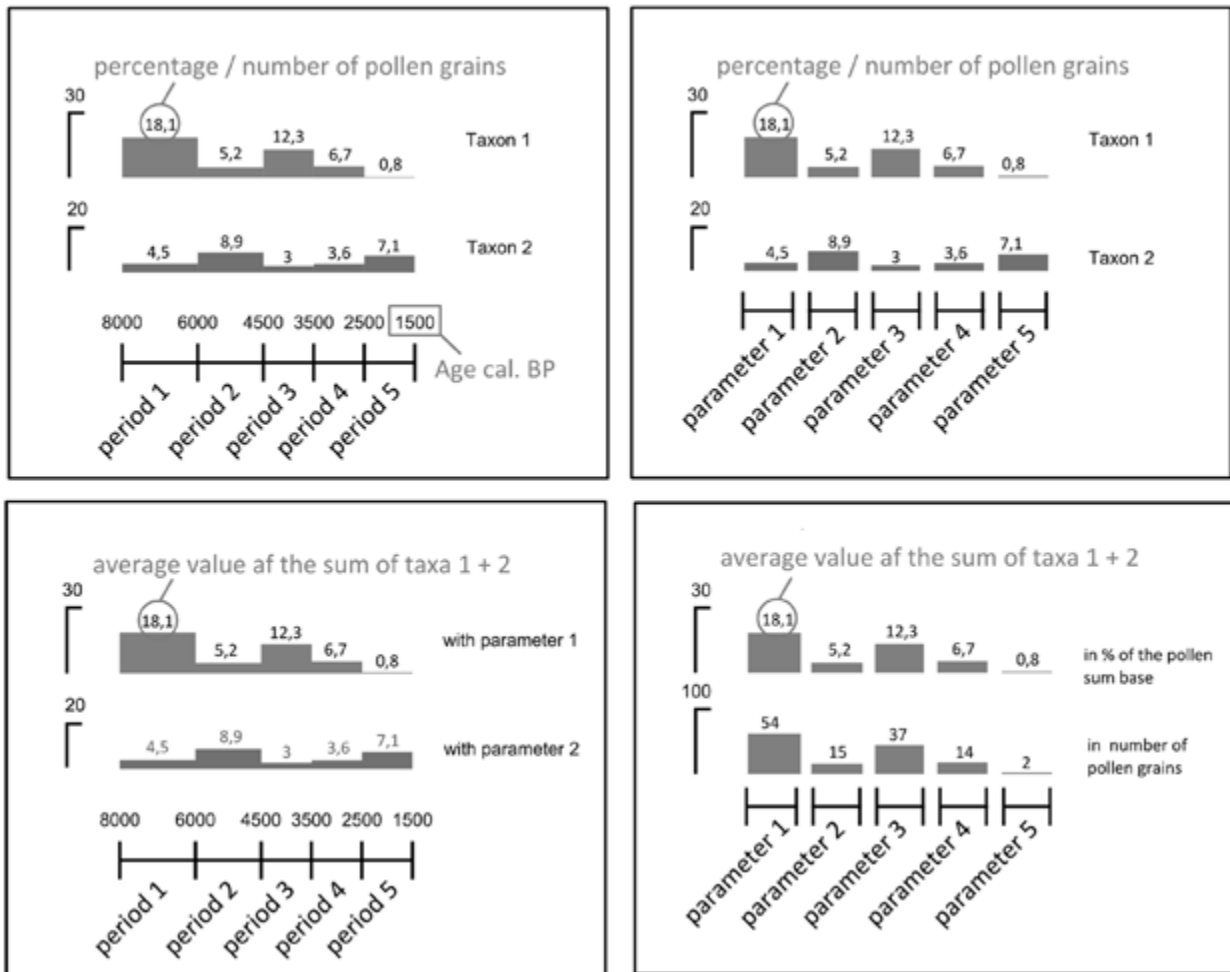 percentage / number of pollen grains
30
18,1
5,2
12,3
6,7
0,8
Taxon 1
20
4,5
8,9
3
3,6
7,1
Taxon 2
8000 6000 4500 3500 2500 1500
Age cal. BP
period 1
period 2
period 3
period 4
period 5
percentage / number of pollen grains
30
18,1
5,2
12,3
6,7
0,8
Taxon 1
20
4,5
8,9
3
3,6
7,1
Taxon 2
parameter 1
parameter 2
parameter 3
parameter 4
parameter 5
average value af the sum of taxa 1 + 2
30
18,1
5,2
12,3
6,7
0,8
with parameter 1
20
4,5
8,9
3
3,6
7,1
with parameter 2
8000 6000 4500 3500 2500 1500
period 1
period 2
period 3
period 4
period 5
average value af the sum of taxa 1 + 2
30
18,1
5,2
12,3
6,7
0,8
in % of the pollen
sum base
100
54
15
37
14
2
in number of
pollen grains
parameter 1
parameter 2
parameter 3
parameter 4
parameter 5